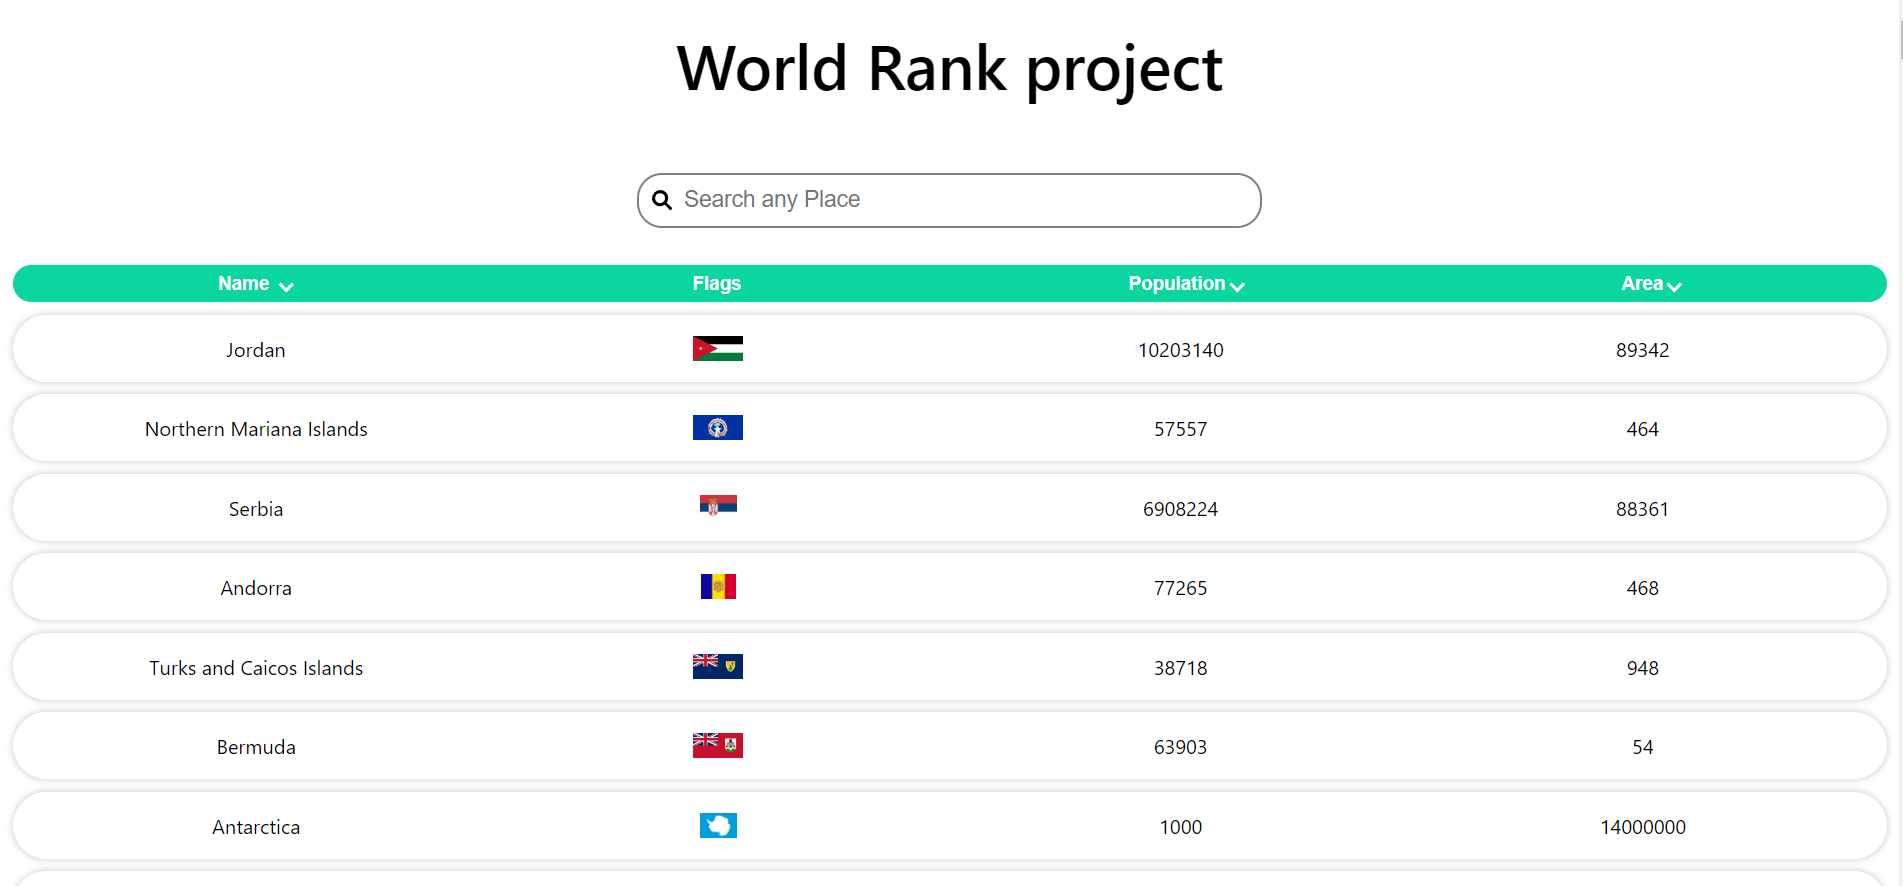 World Rank project
Search any Place
Name Flags Population Area
Jordan 10203140 89342
Northern Mariana Islands 57557 464
Serbia 6908224 88361
Andorra 77265 468
Turks and Caicos Islands 38718 948
Bermuda 63903 54
Antarctica 1000 14000000